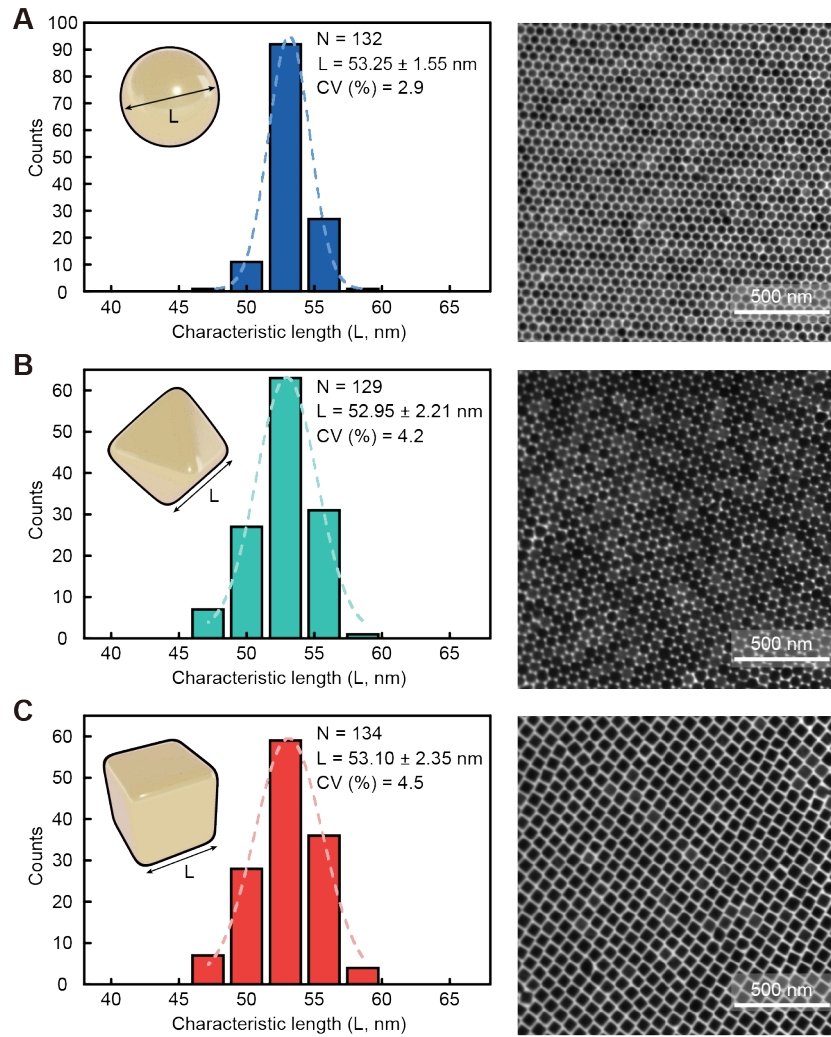 A
100
90
80
70
60
50
40
30
20
10
0
Counts
N = 132
L = 53.25 ± 1.55 nm
CV (%) = 2.9
L
40 45 50 55 60 65
Characteristic length (L, nm)
500 nm
B
60
50
40
30
20
10
0
Counts
N = 129
L = 52.95 ± 2.21 nm
CV (%) = 4.2
L
40 45 50 55 60 65
Characteristic length (L, nm)
500 nm
C
60
50
40
30
20
10
0
Counts
N = 134
L = 53.10 ± 2.35 nm
CV (%) = 4.5
L
40 45 50 55 60 65
Characteristic length (L, nm)
500 nm